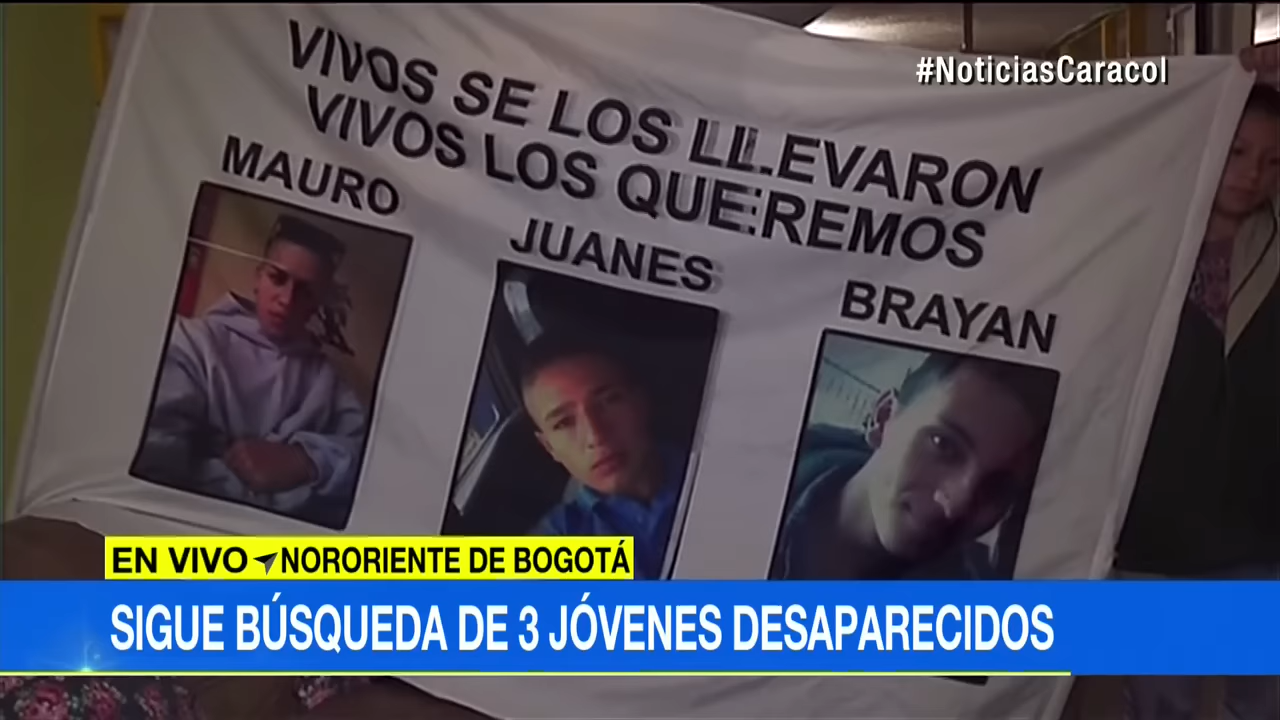 #NoticiasCaracol
VIVOS SE LOS LLEVARON
VIVOS LOS QUEREMOS
MAURO
JUANES
BRAYAN
EN VIVO NORORIENTE DE BOGOTÁ
SIGUE BÚSQUEDA DE 3 JÓVENES DESAPARECIDOS